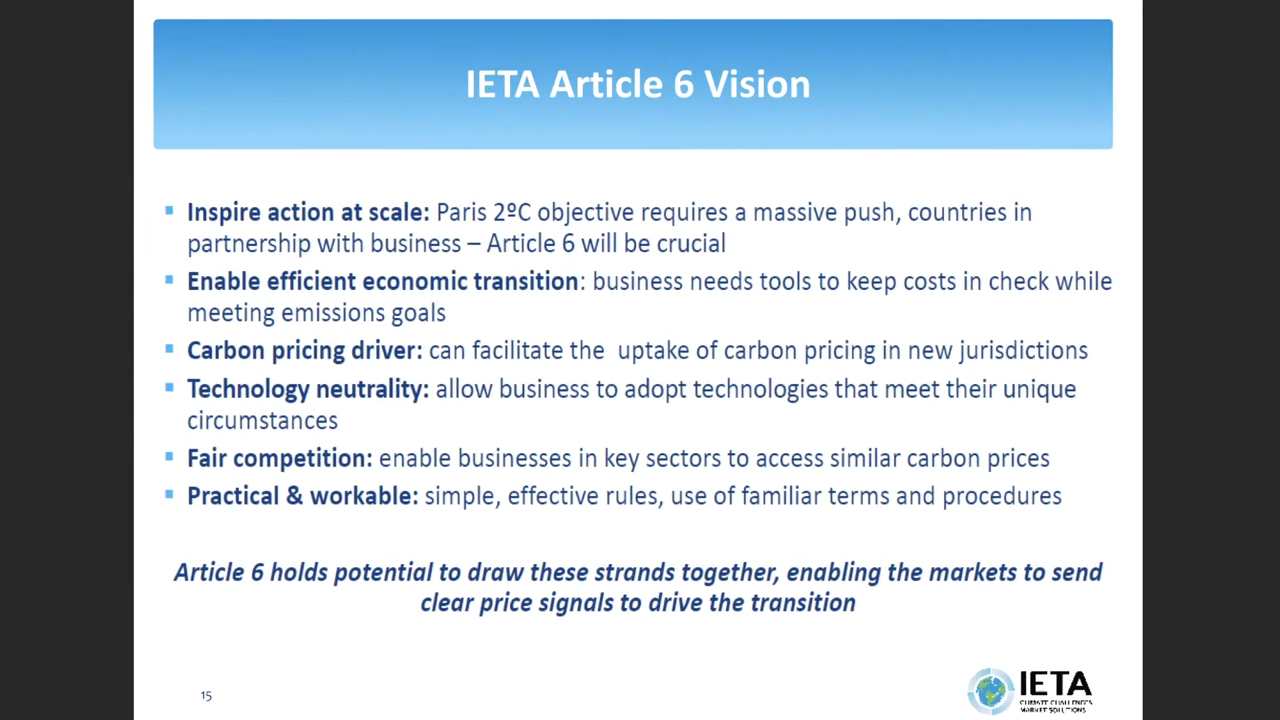 IETA Article 6 Vision
Inspire action at scale: Paris 2ºC objective requires a massive push, countries in
partnership with business – Article 6 will be crucial
Enable efficient economic transition: business needs tools to keep costs in check while
meeting emissions goals
Carbon pricing driver: can facilitate the  uptake of carbon pricing in new jurisdictions
Technology neutrality: allow business to adopt technologies that meet their unique
circumstances
Fair competition: enable businesses in key sectors to access similar carbon prices
Practical & workable: simple, effective rules, use of familiar terms and procedures
Article 6 holds potential to draw these strands together, enabling the markets to send
clear price signals to drive the transition
15
IETA
CLIMATE CHALLENGES
MARKET SOLUTIONS